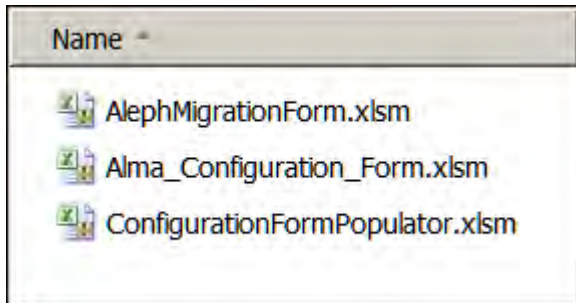 Name
AlephMigrationForm.xlsm
Alma_Configuration_Form.xlsm
ConfigurationFormPopulator.xlsm